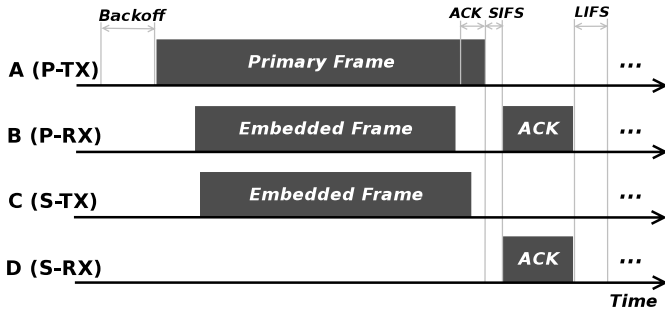 Backoff ACK SIFS LIFS
A (P-TX) Primary Frame ...
B (P-RX) Embedded Frame ACK ...
C (S-TX) Embedded Frame ...
D (S-RX) ACK ...
Time